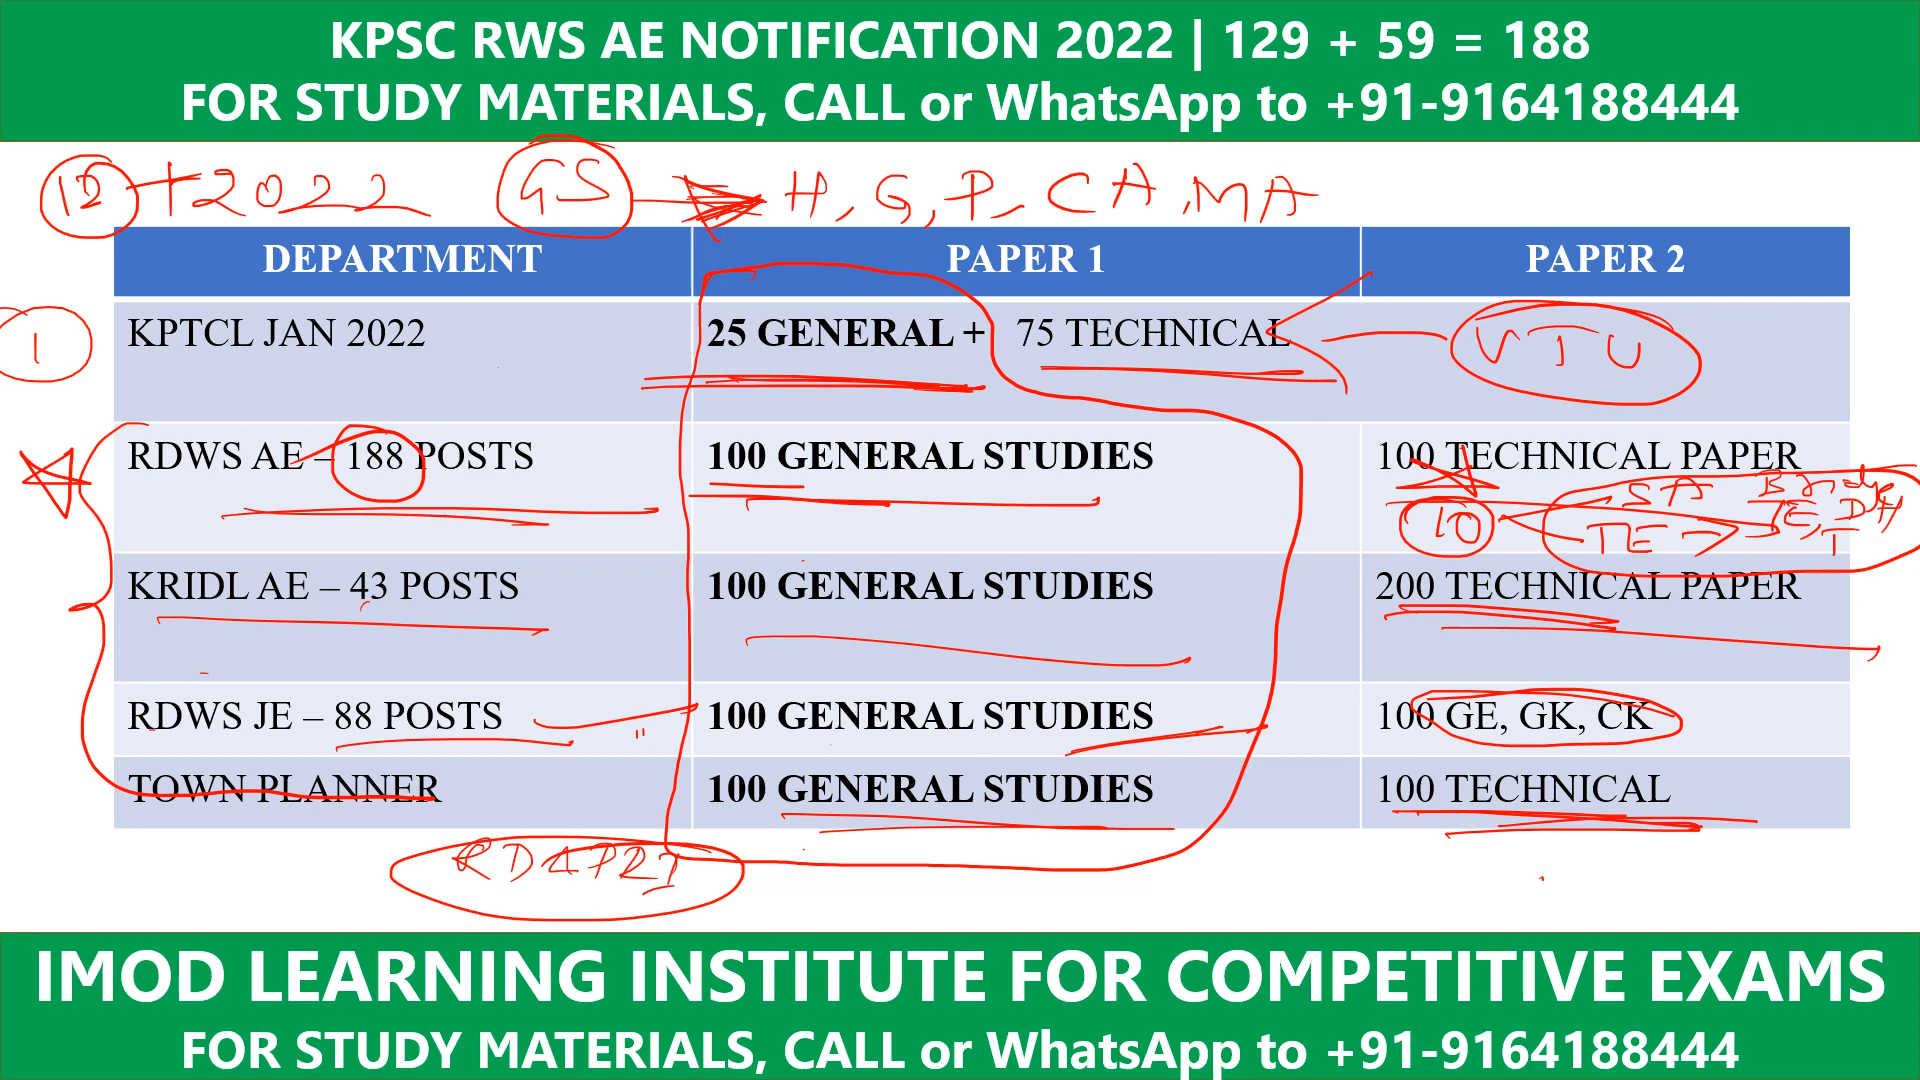 KPSC RWS AE NOTIFICATION 2022 | 129 + 59 = 188
FOR STUDY MATERIALS, CALL or WhatsApp to +91-9164188444
12 + 2022 GS H, G, P, CA, MA
DEPARTMENT PAPER 1 PAPER 2
1 KPTCL JAN 2022 25 GENERAL + 75 TECHNICAL VTU
RDWS AE – 188 POSTS 100 GENERAL STUDIES 100 TECHNICAL PAPER
SA Bridge
10 TE
KRIDL AE – 43 POSTS 100 GENERAL STUDIES 200 TECHNICAL PAPER
RDWS JE – 88 POSTS 100 GENERAL STUDIES 100 GE, GK, CK
TOWN PLANNER 100 GENERAL STUDIES 100 TECHNICAL
IMOD LEARNING INSTITUTE FOR COMPETITIVE EXAMS
FOR STUDY MATERIALS, CALL or WhatsApp to +91-9164188444